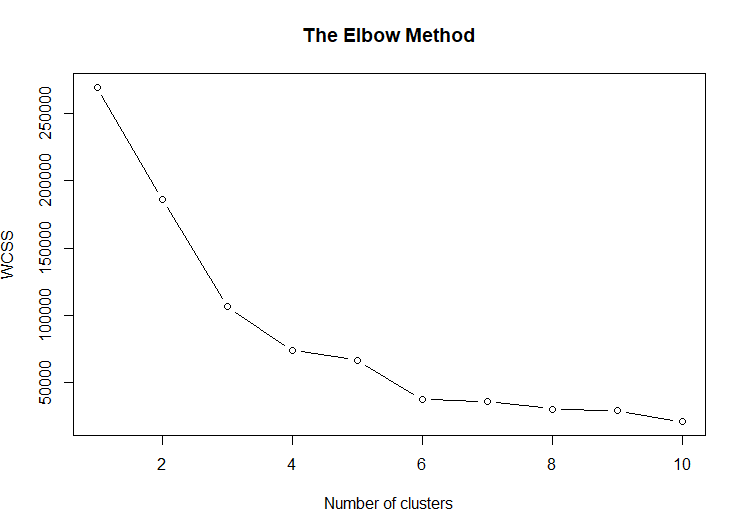 The Elbow Method
WCSS
250000
200000
150000
100000
50000
2 4 6 8 10
Number of clusters